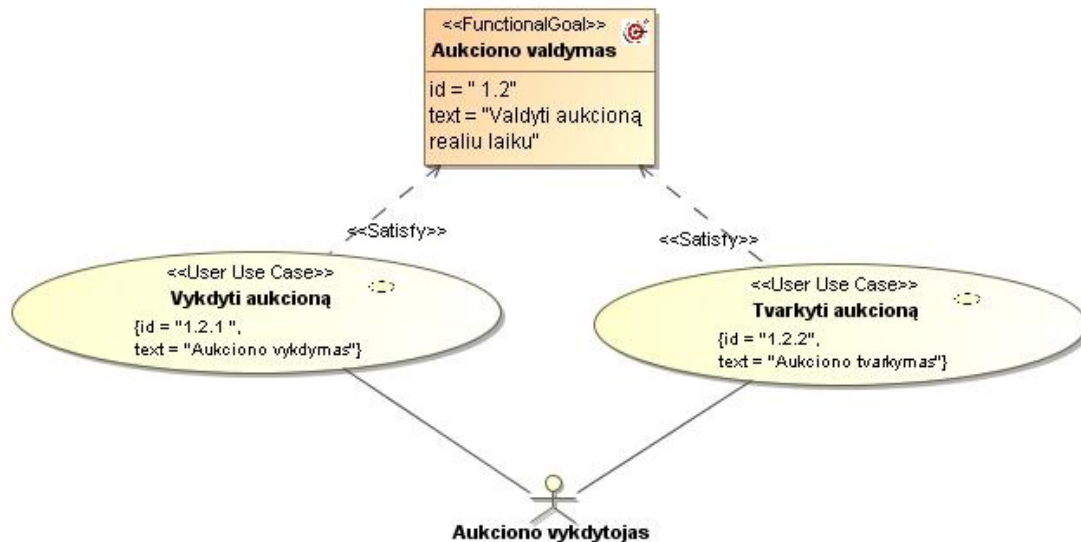 <<FunctionalGoal>>
Aukciono valdymas
id = " 1.2"
text = "Valdyti aukcioną
realiu laiku"
<<Satisfy>>
<<Satisfy>>
<<User Use Case>>
Vykdyti aukcioną
{id = "1.2.1 ",
text = "Aukciono vykdymas"}
<<User Use Case>>
Tvarkyti aukcioną
{id = "1.2.2",
text = "Aukciono tvarkymas"}
Aukciono vykdytojas